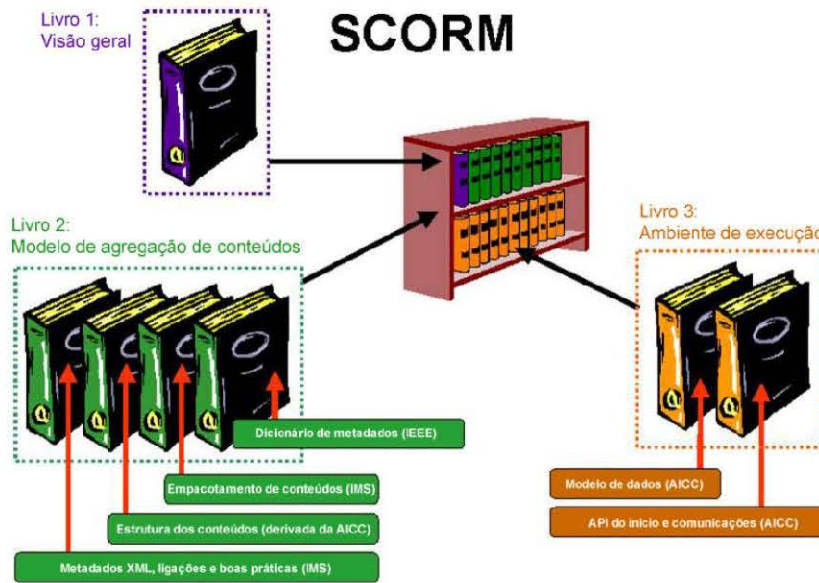 Livro 1:
Visão geral
SCORM
Livro 2:
Modelo de agregação de conteúdos
Livro 3:
Ambiente de execução
Dicionário de metadados (IEEE)
Empacotamento de conteúdos (IMS)
Estrutura dos conteúdos (derivada da AICC)
Metadados XML, ligações e boas práticas (IMS)
Modelo de dados (AICC)
API do início e comunicações (AICC)